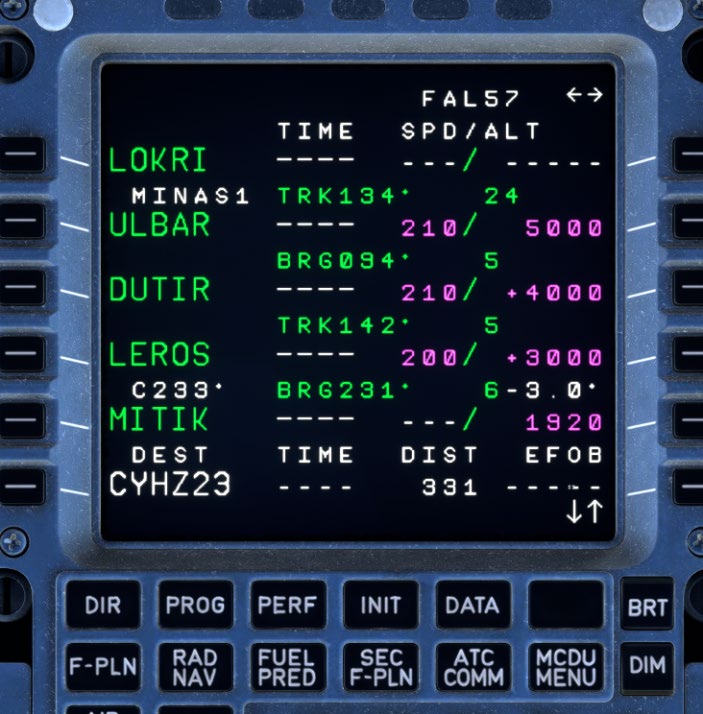 FAL57 ←→
TIME SPD/ALT
LOKRI ---- ---/ -----
MINAS1 TRK134° 24
ULBAR ---- 210/ 5000
BRG094° 5
DUTIR ---- 210/ +4000
TRK142° 5
LEROS ---- 200/ +3000
C233° BRG231° 6-3.0°
MITIK ---- ---/ 1920
DEST TIME DIST EFOB
CYHZ23 ---- 331 -----
↓↑
DIR PROG PERF INIT DATA BRT
F-PLN RAD NAV FUEL PRED SEC F-PLN ATC COMM MCDU MENU DIM